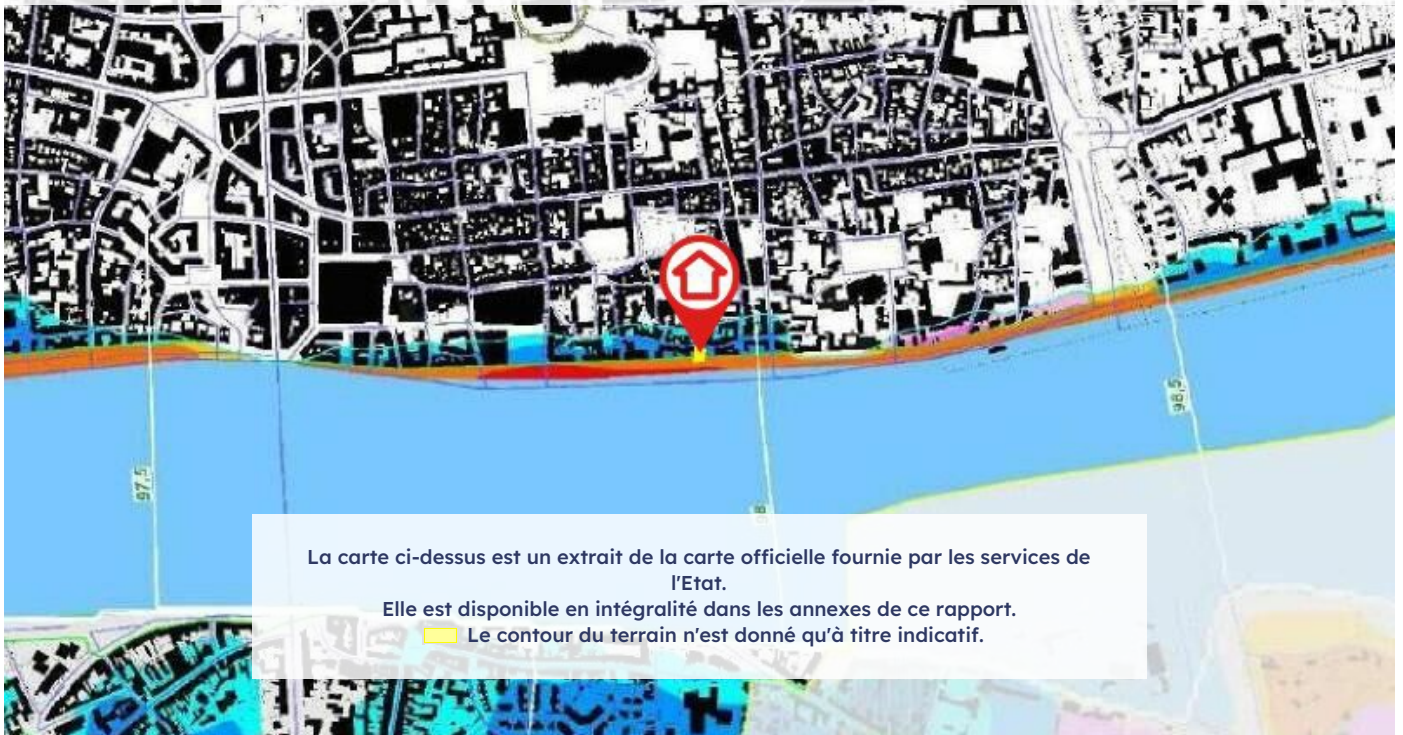 98,5
97,5
98
La carte ci-dessus est un extrait de la carte officielle fournie par les services de
l'Etat.
Elle est disponible en intégralité dans les annexes de ce rapport.
Le contour du terrain n'est donné qu'à titre indicatif.